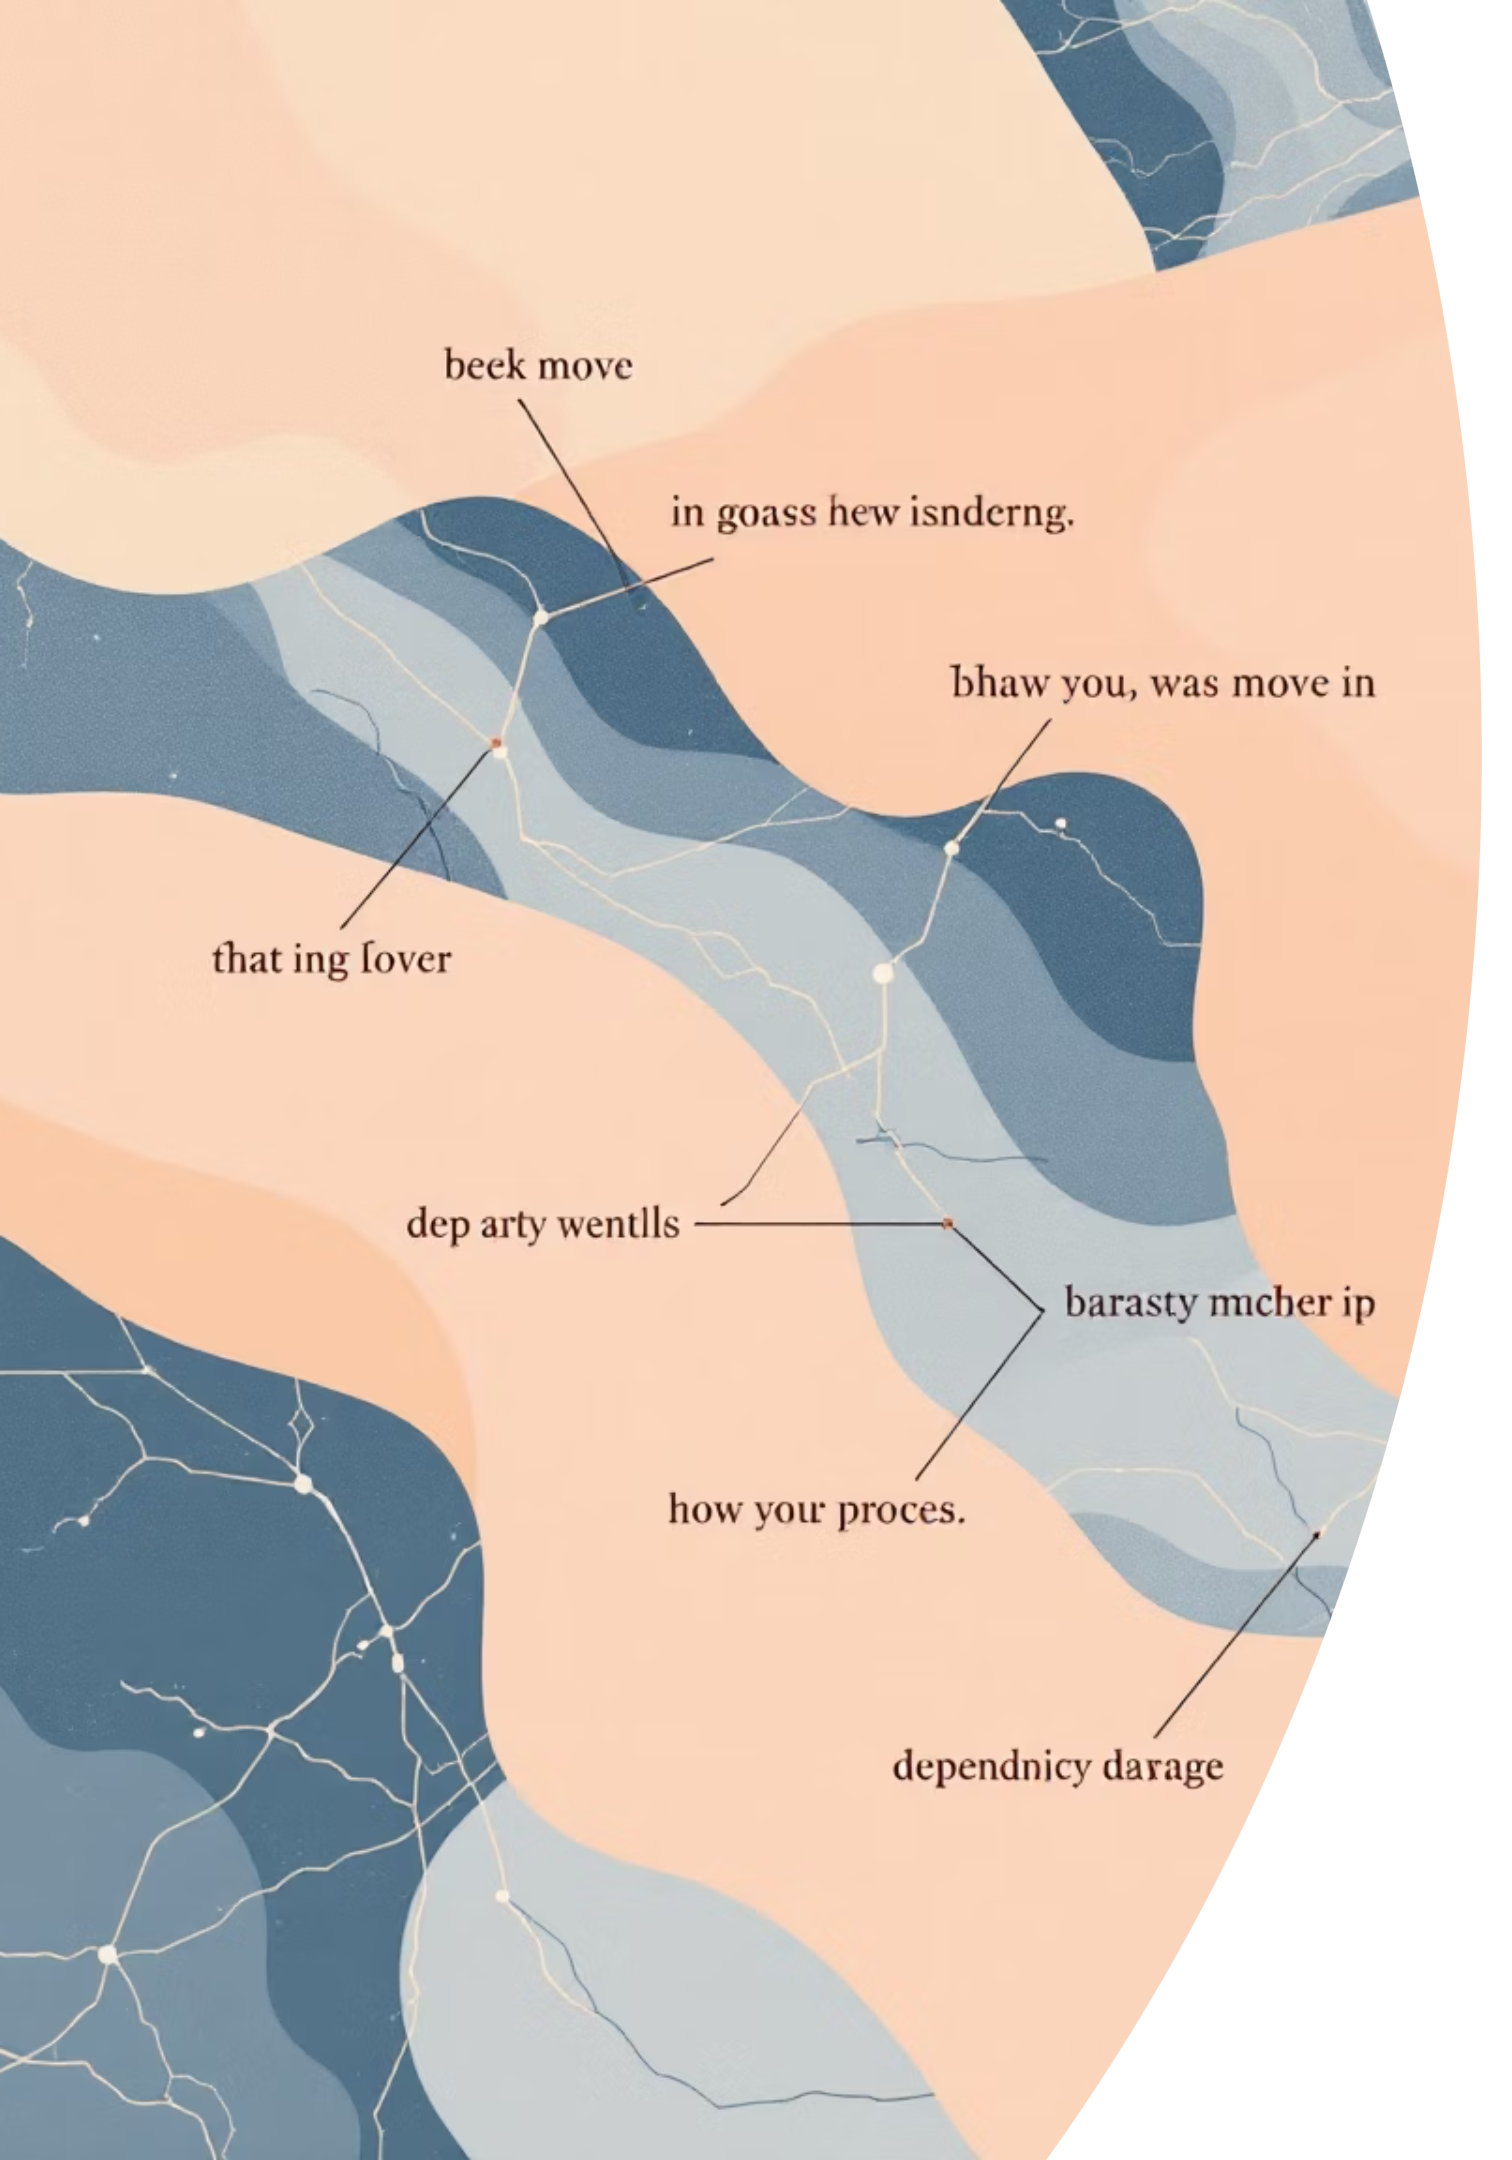 beek move
in goass hew isnderng.
bhaw you, was move in
that ing lover
dep arty wentlls
barasty mcher ip
how your proces.
dependnicy darage